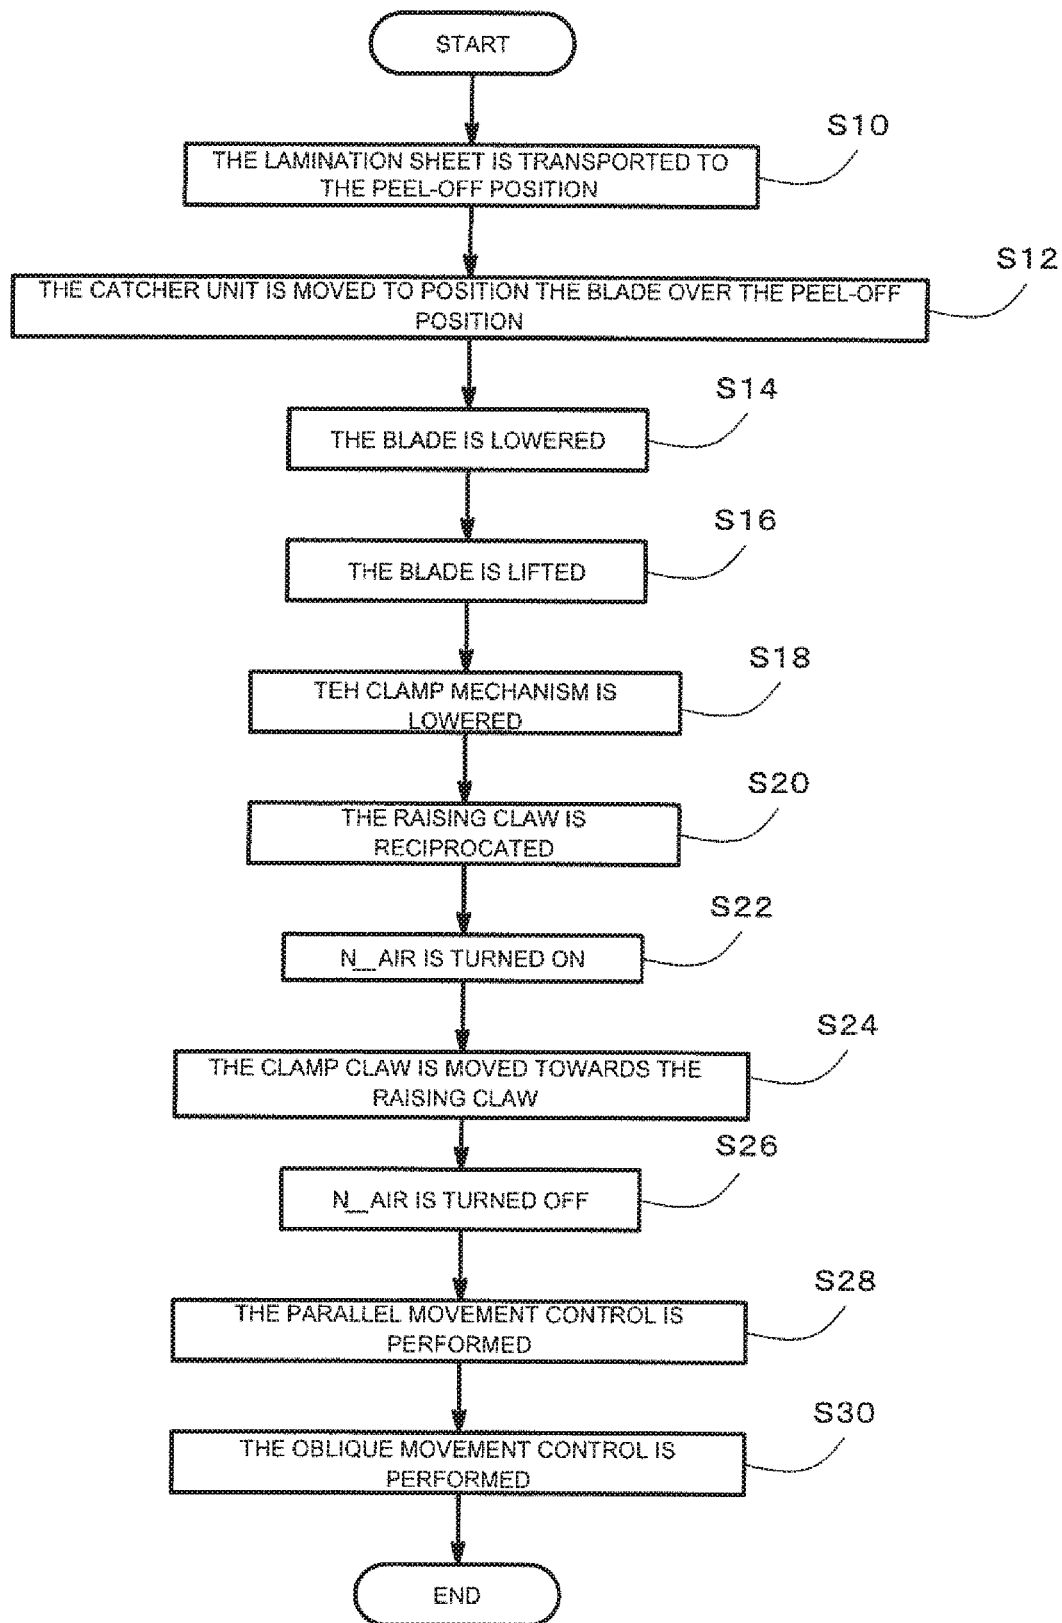 START
S10
THE LAMINATION SHEET IS TRANSPORTED TO
THE PEEL-OFF POSITION
S12
THE CATCHER UNIT IS MOVED TO POSITION THE BLADE OVER THE PEEL-OFF
POSITION
S14
THE BLADE IS LOWERED
S16
THE BLADE IS LIFTED
S18
TEH CLAMP MECHANISM IS
LOWERED
S20
THE RAISING CLAW IS
RECIPROCATED
S22
N_AIR IS TURNED ON
S24
THE CLAMP CLAW IS MOVED TOWARDS THE
RAISING CLAW
S26
N_AIR IS TURNED OFF
S28
THE PARALLEL MOVEMENT CONTROL IS
PERFORMED
S30
THE OBLIQUE MOVEMENT CONTROL IS
PERFORMED
END